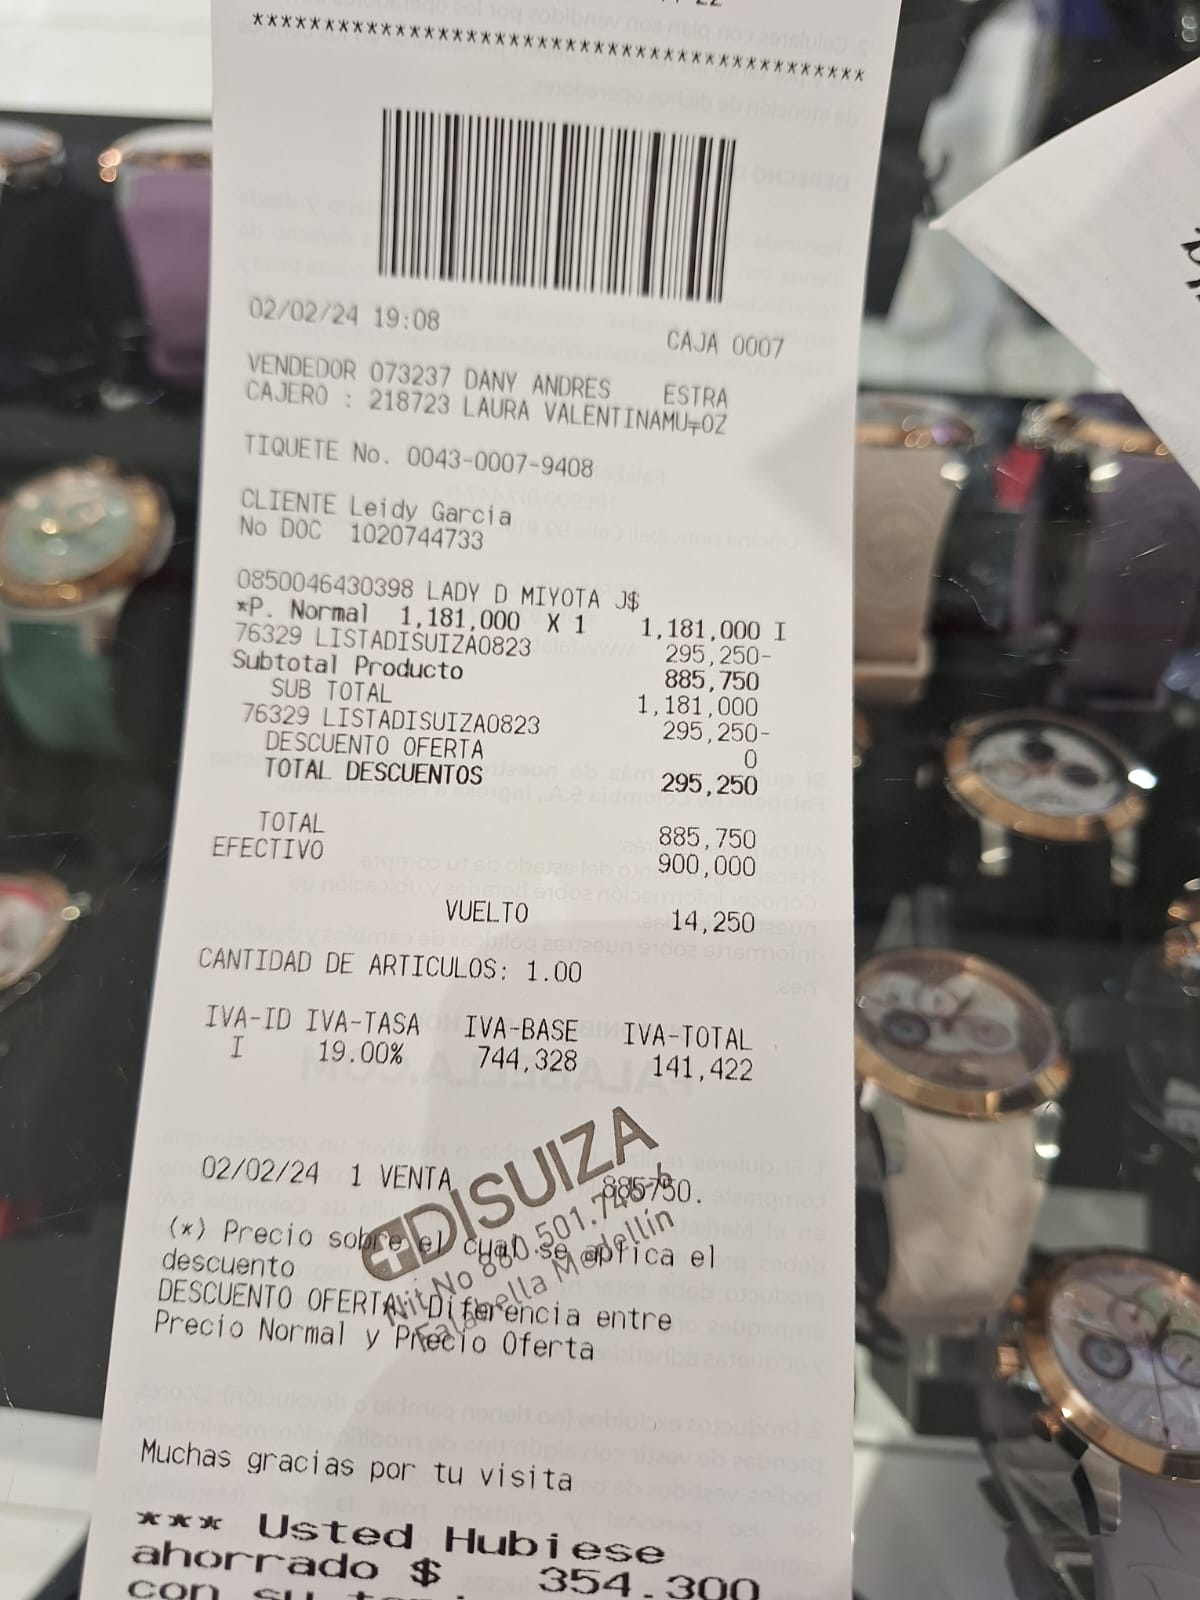 *******************************************
02/02/24 19:08 CAJA 0007
VENDEDOR 073237 DANY ANDRES ESTRA
CAJERO : 218723 LAURA VALENTINAMU╤OZ
TIQUETE No. 0043-0007-9408
CLIENTE Leidy Garcia
No DOC 1020744733
0850046430398 LADY D MIYOTA J$
*P. Normal 1,181,000 X 1 1,181,000 I
76329 LISTADISUIZA0823 295,250-
Subtotal Producto 885,750
SUB TOTAL 1,181,000
76329 LISTADISUIZA0823 295,250-
DESCUENTO OFERTA 0
TOTAL DESCUENTOS 295,250
TOTAL 885,750
EFECTIVO 900,000
VUELTO 14,250
CANTIDAD DE ARTICULOS: 1.00
IVA-ID IVA-TASA IVA-BASE IVA-TOTAL
I 19.00% 744,328 141,422
02/02/24 1 VENTA 885750.
DISUIZA
Nit No 860.501.
Falabella Medellín
(*) Precio sobre el cual se aplica el
descuento
DESCUENTO OFERTA: Diferencia entre
Precio Normal y Precio Oferta
Muchas gracias por tu visita
*** Usted Hubiese
ahorrado $ 354.300
con su